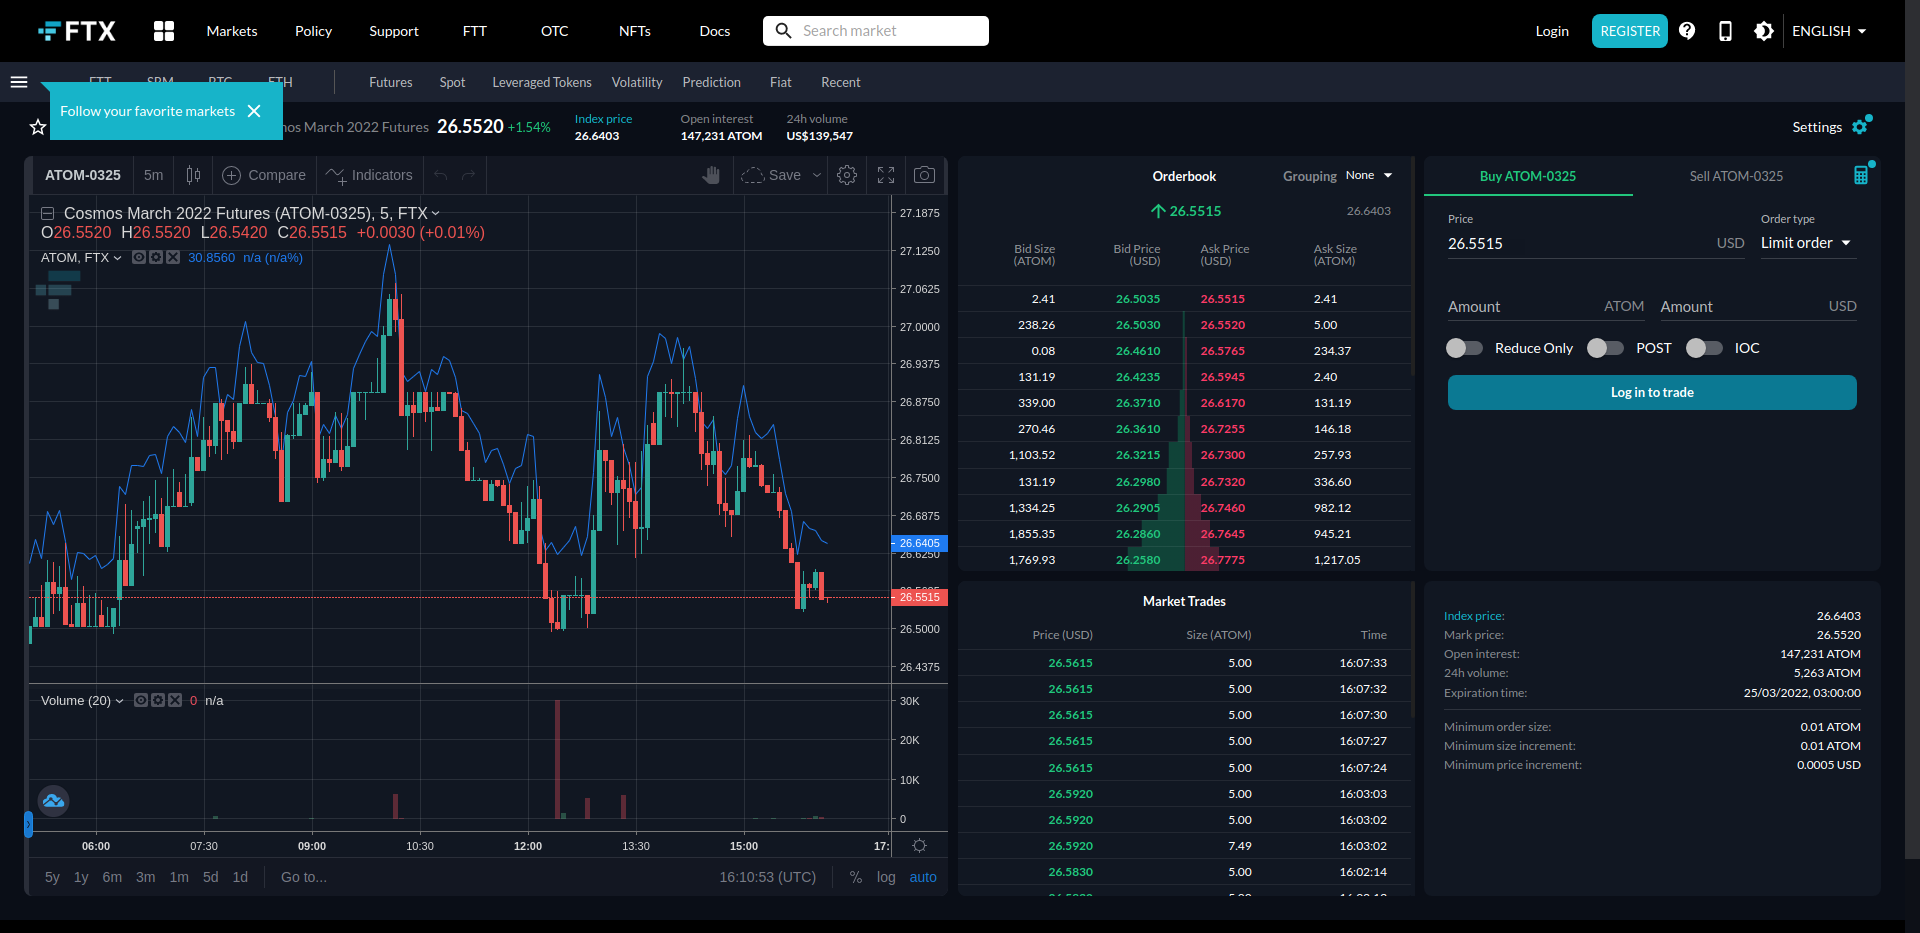 FTX
Markets
Policy
Support
FTT
OTC
NFTs
Docs
Search market
Login
REGISTER
ENGLISH
Futures
Spot
Leveraged Tokens
Volatility
Prediction
Fiat
Recent
Follow your favorite markets
March 2022 Futures
26.5520 +1.54%
Index price
26.6403
Open interest
147,231 ATOM
24h volume
US$139,547
Settings
ATOM-0325
5m
Compare
Indicators
Save
Cosmos March 2022 Futures (ATOM-0325), 5, FTX
O26.5520 H26.5520 L26.5420 C26.5515 +0.0030 (+0.01%)
ATOM, FTX 30.8560 n/a (n/a%)
27.1875
27.1250
27.0625
27.0000
26.9375
26.8750
26.8125
26.7500
26.6875
26.6405
26.6250
26.5515
26.5000
26.4375
Volume (20) 0 n/a
30K
20K
10K
0
06:00 07:30 09:00 10:30 12:00 13:30 15:00 17:
5y 1y 6m 3m 1m 5d 1d Go to...
16:10:53 (UTC) % log auto
Orderbook
Grouping None
26.5515
26.6403
Bid Size (ATOM) Bid Price (USD) Ask Price (USD) Ask Size (ATOM)
2.41 26.5035 26.5515 2.41
238.26 26.5030 26.5520 5.00
0.08 26.4610 26.5765 234.37
131.19 26.4235 26.5945 2.40
339.00 26.3710 26.6170 131.19
270.46 26.3610 26.7255 146.18
1,103.52 26.3215 26.7300 257.93
131.19 26.2980 26.7320 336.60
1,334.25 26.2905 26.7460 982.12
1,855.35 26.2860 26.7645 945.21
1,769.93 26.2580 26.7775 1,217.05
Market Trades
Price (USD) Size (ATOM) Time
26.5615 5.00 16:07:33
26.5615 5.00 16:07:32
26.5615 5.00 16:07:30
26.5615 5.00 16:07:27
26.5615 5.00 16:07:24
26.5920 5.00 16:03:03
26.5920 5.00 16:03:02
26.5920 7.49 16:03:02
26.5830 5.00 16:02:14
Buy ATOM-0325
Sell ATOM-0325
Price
Order type
26.5515 USD
Limit order
Amount ATOM
Amount USD
Reduce Only
POST
IOC
Log in to trade
Index price: 26.6403
Mark price: 26.5520
Open interest: 147,231 ATOM
24h volume: 5,263 ATOM
Expiration time: 25/03/2022, 03:00:00
Minimum order size: 0.01 ATOM
Minimum size increment: 0.01 ATOM
Minimum price increment: 0.0005 USD